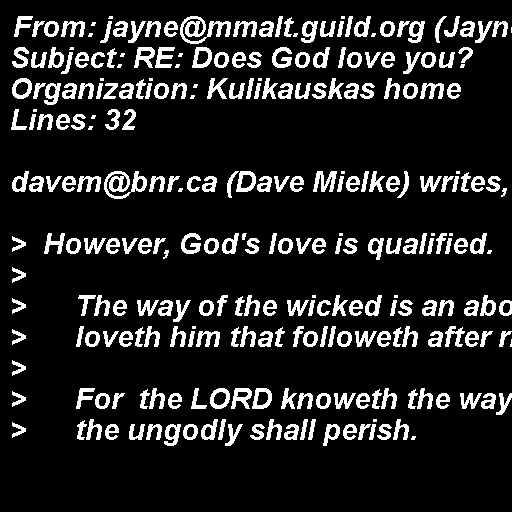 From: jayne@mmalt.guild.org (Jayn
Subject: RE: Does God love you?
Organization: Kulikauskas home
Lines: 32

davem@bnr.ca (Dave Mielke) writes,

>  However, God's love is qualified.
>
>      The way of the wicked is an abo
>      loveth him that followeth after r
>
>      For  the LORD knoweth the way
>      the ungodly shall perish.